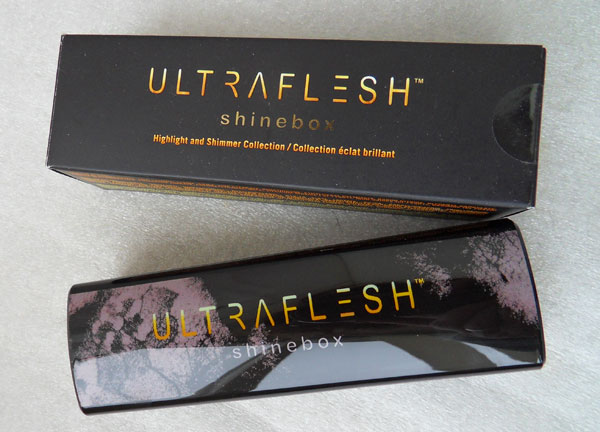 ULTRAFLESH™
shinebox
Highlight and Shimmer Collection / Collection éclat brillant
ULTRAFLESH™
shinebox